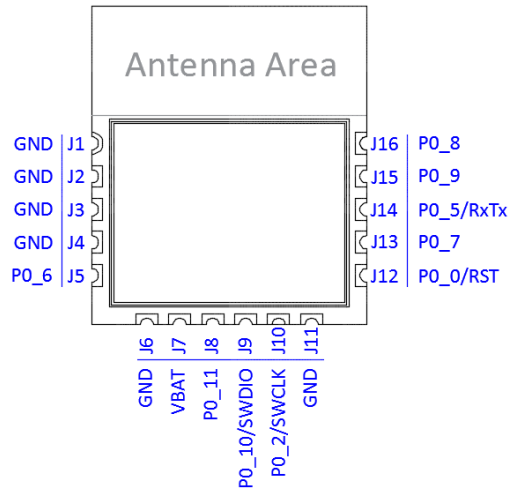 Antenna Area
GND J1
GND J2
GND J3
GND J4
P0_6 J5
J16 P0_8
J15 P0_9
J14 P0_5/RxTx
J13 P0_7
J12 P0_0/RST
J6 GND
J7 VBAT
J8 P0_11
J9 P0_10/SWDIO
J10 P0_2/SWCLK
J11 GND